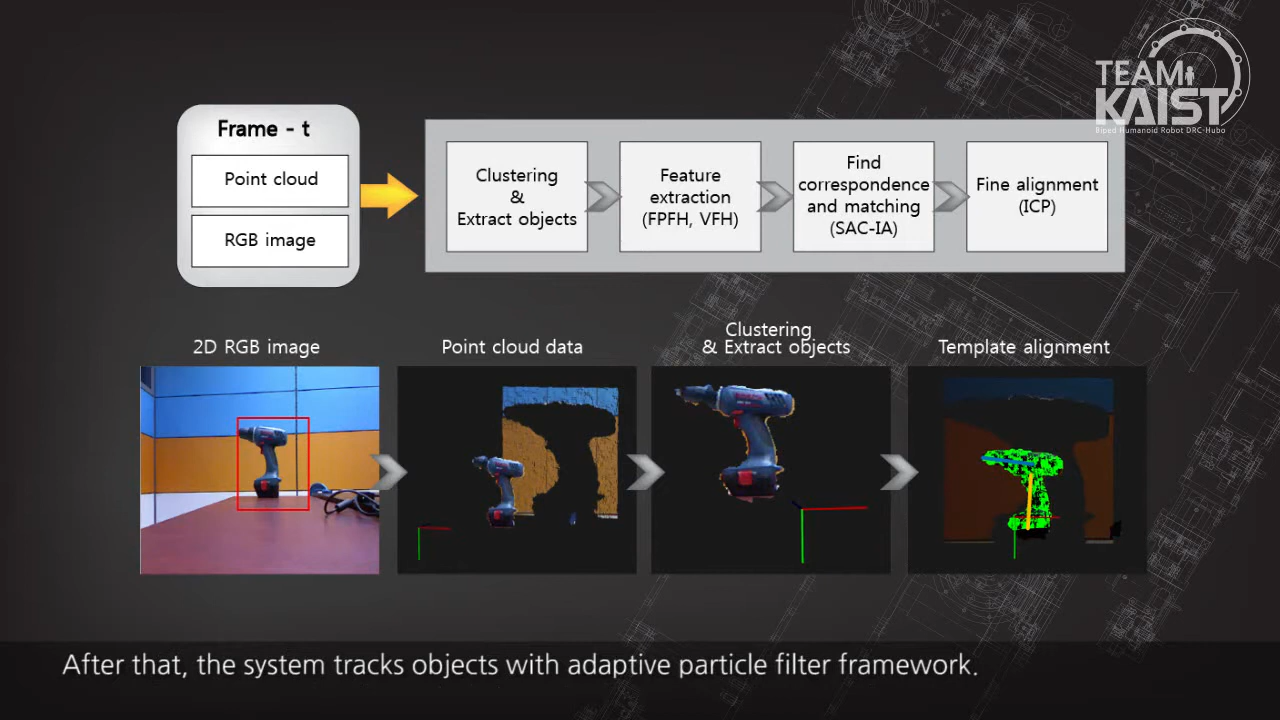 TEAM
KAIST
Biped Humanoid Robot DRC-Hubo
Frame - t
Point cloud
RGB image
Clustering
&
Extract objects
Feature
extraction
(FPFH, VFH)
Find
correspondence
and matching
(SAC-IA)
Fine alignment
(ICP)
2D RGB image
Point cloud data
Clustering
& Extract objects
Template alignment
After that, the system tracks objects with adaptive particle filter framework.